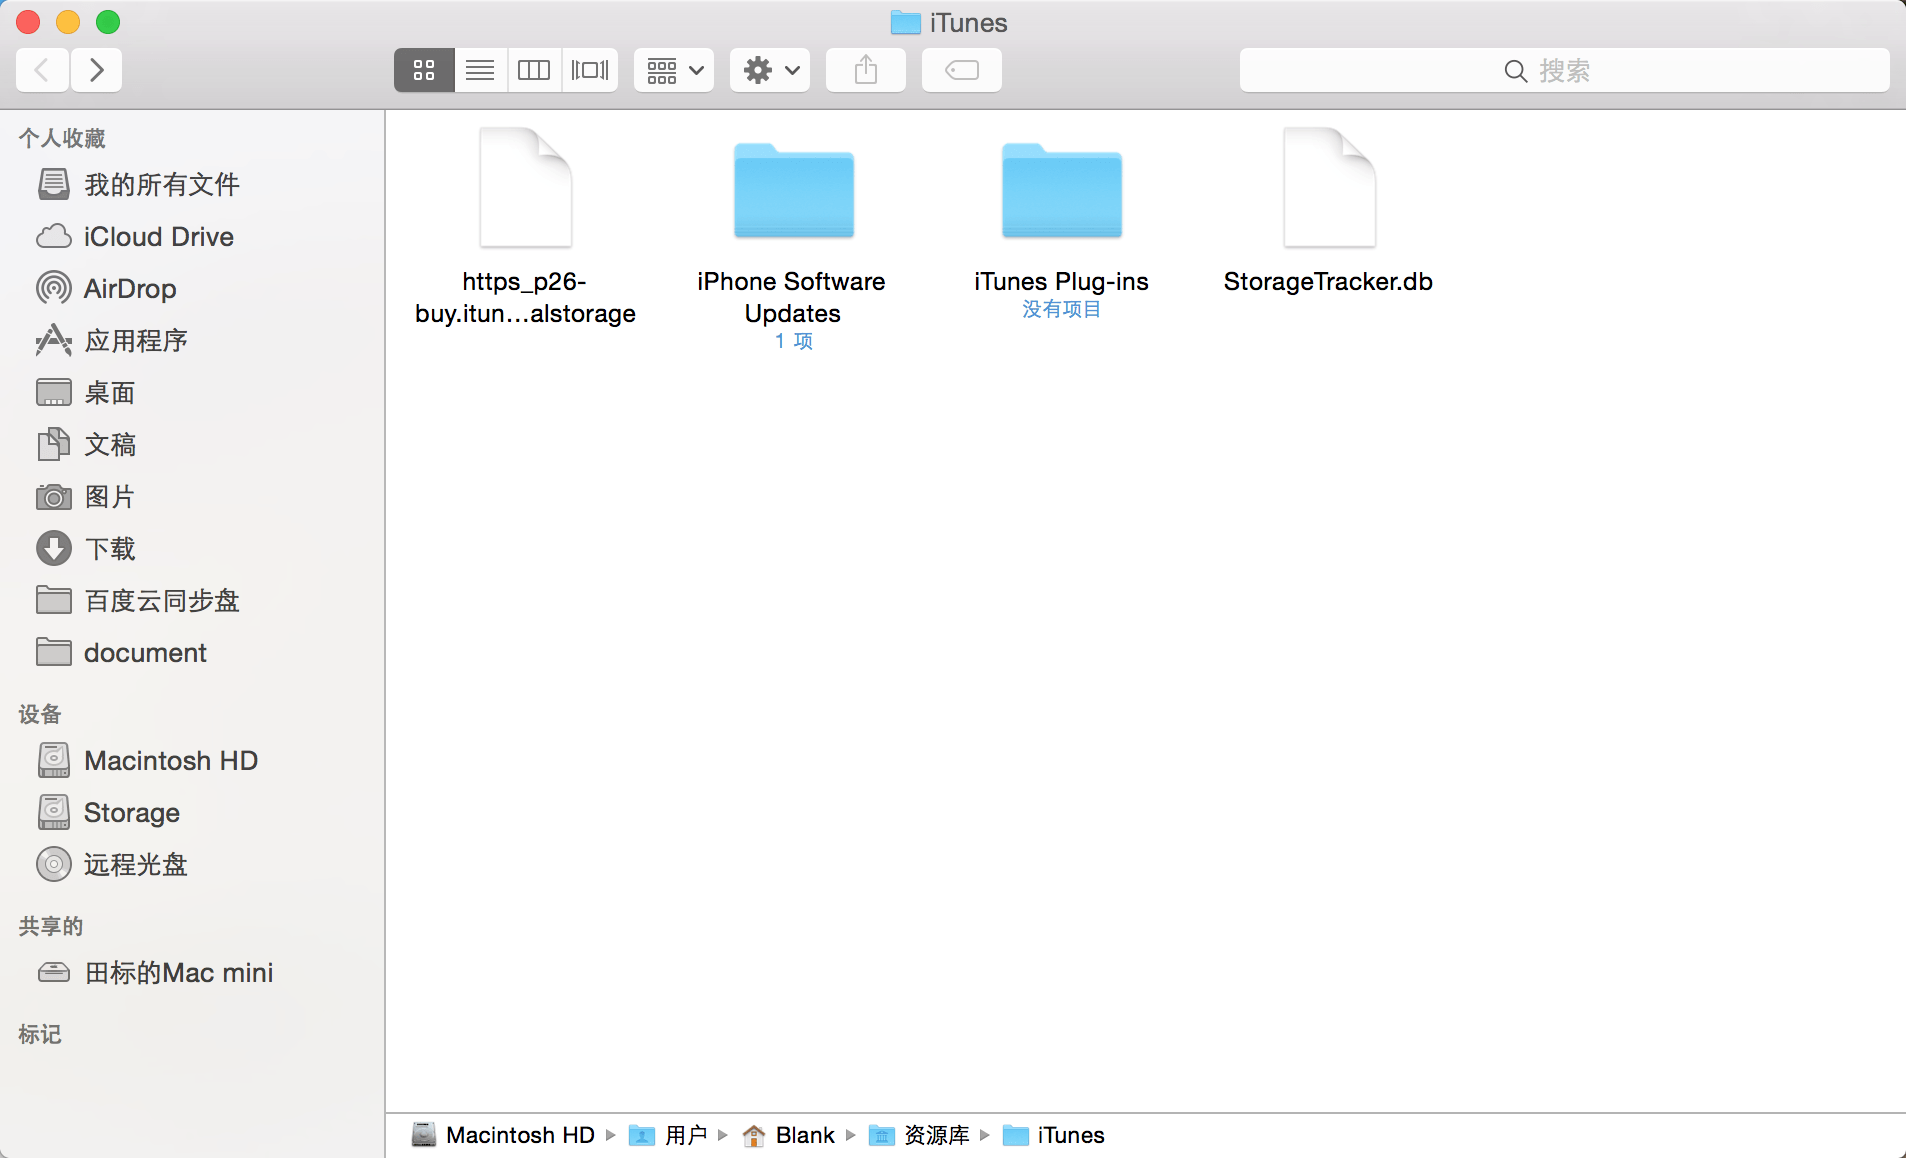 iTunes
搜索
个人收藏
我的所有文件
iCloud Drive
AirDrop
应用程序
桌面
文稿
图片
下载
百度云同步盘
document
设备
Macintosh HD
Storage
远程光盘
共享的
田标的Mac mini
标记
https_p26-
buy.itun...alstorage
iPhone Software
Updates
1 项
iTunes Plug-ins
没有项目
StorageTracker.db
Macintosh HD 用户 Blank 资源库 iTunes